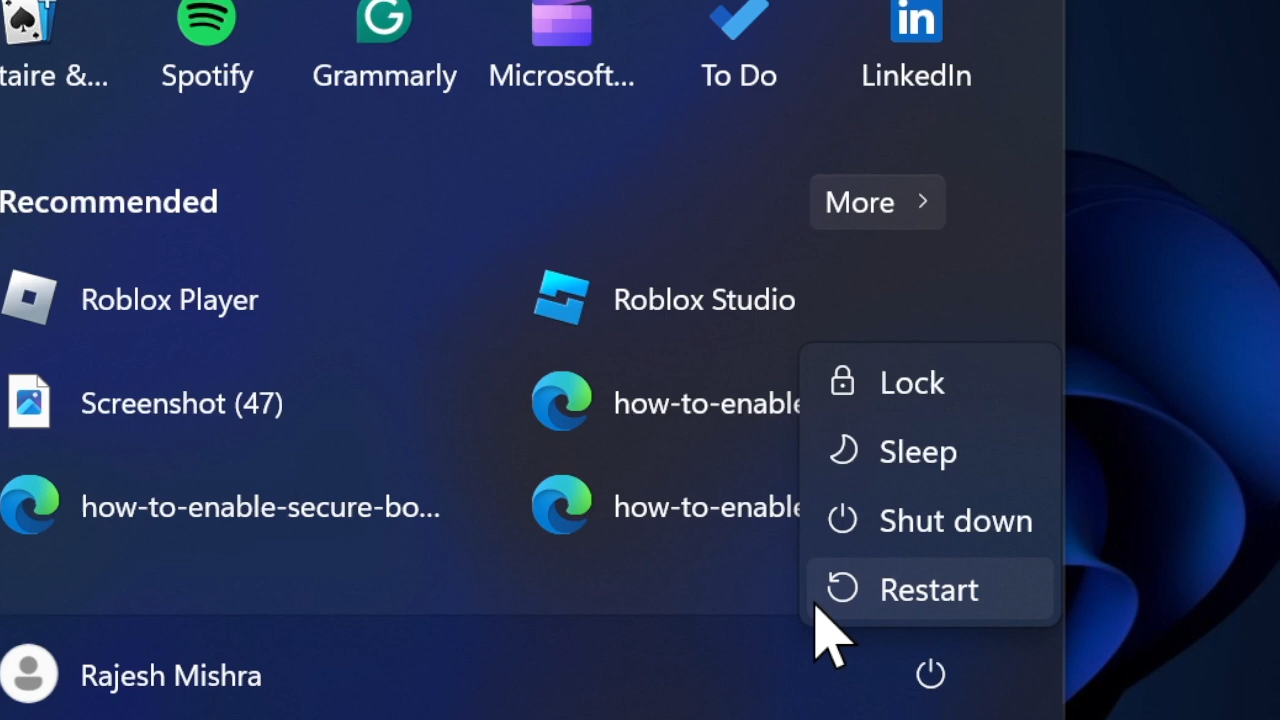 taire &...
Spotify
Grammarly
Microsoft...
To Do
LinkedIn
Recommended
More
Roblox Player
Roblox Studio
Screenshot (47)
how-to-enable
how-to-enable-secure-bo...
how-to-enable
Lock
Sleep
Shut down
Restart
Rajesh Mishra